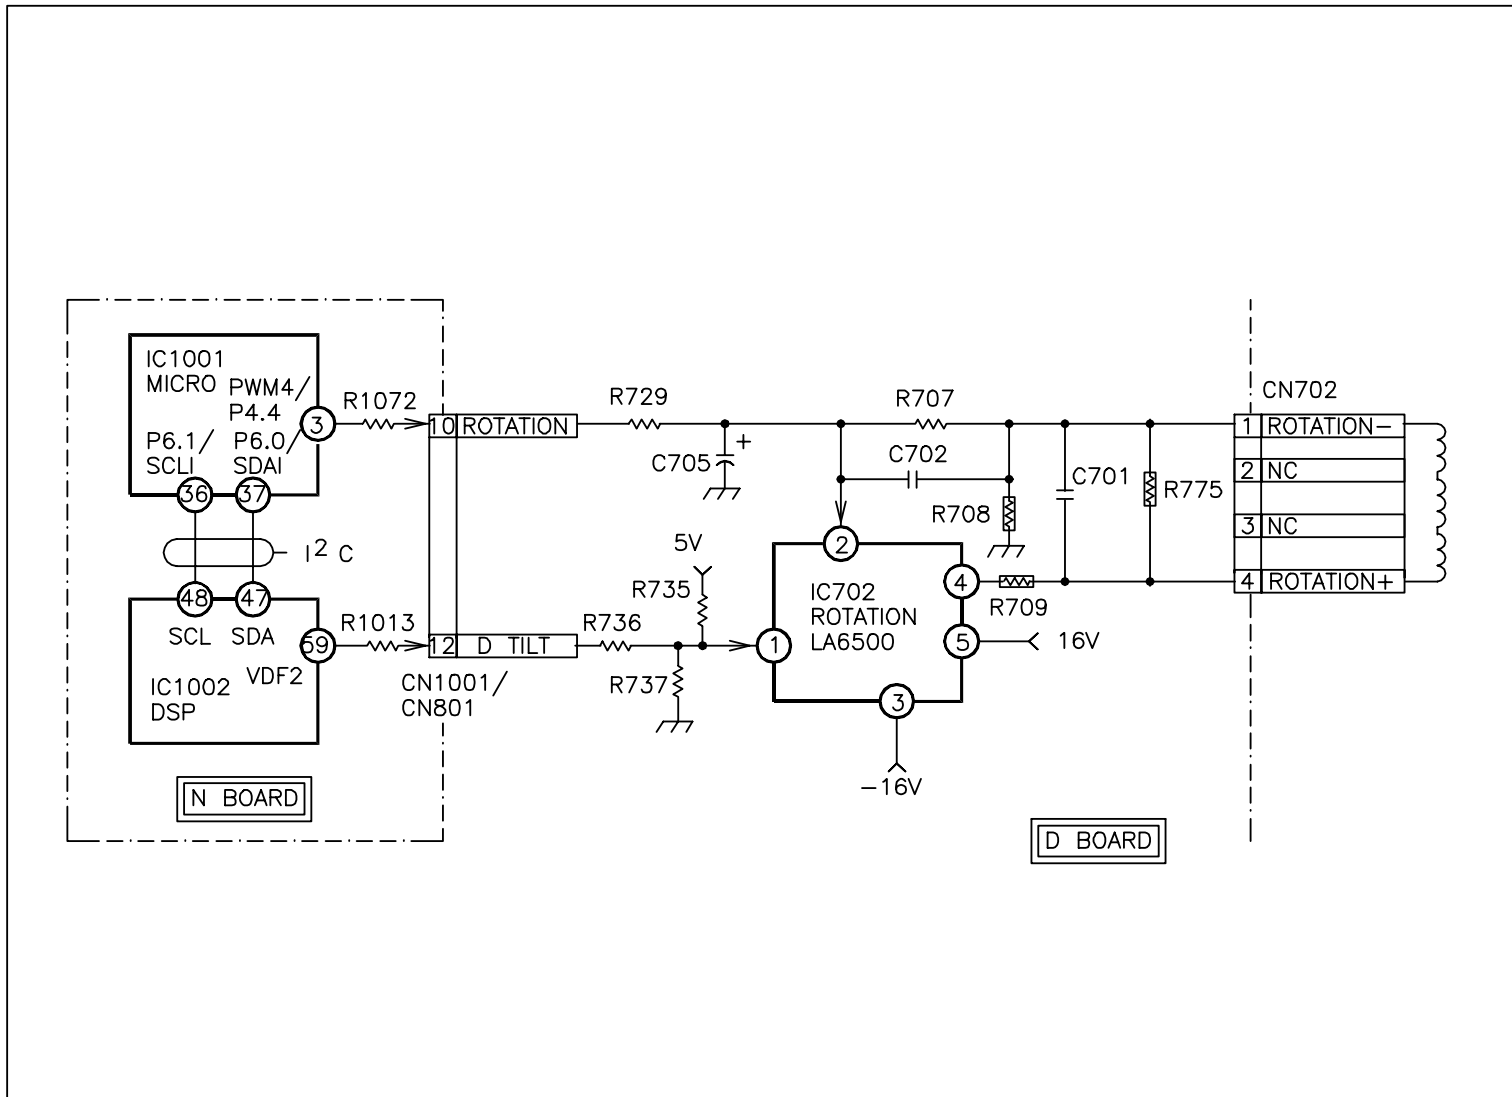 IC1001
MICRO
PWM4/
P4.4
3
P6.1/
SCLI
P6.0/
SDAI
36
37
I2 C
48
47
SCL
SDA
59
VDF2
IC1002
DSP
N BOARD
R1072
10 ROTATION
R1013
12 D TILT
CN1001/
CN801
R729
C705
+
R707
C702
R708
C701
R775
5V
R735
R736
R737
1
2
3
4
5
IC702
ROTATION
LA6500
R709
16V
-16V
D BOARD
CN702
1 ROTATION-
2 NC
3 NC
4 ROTATION+